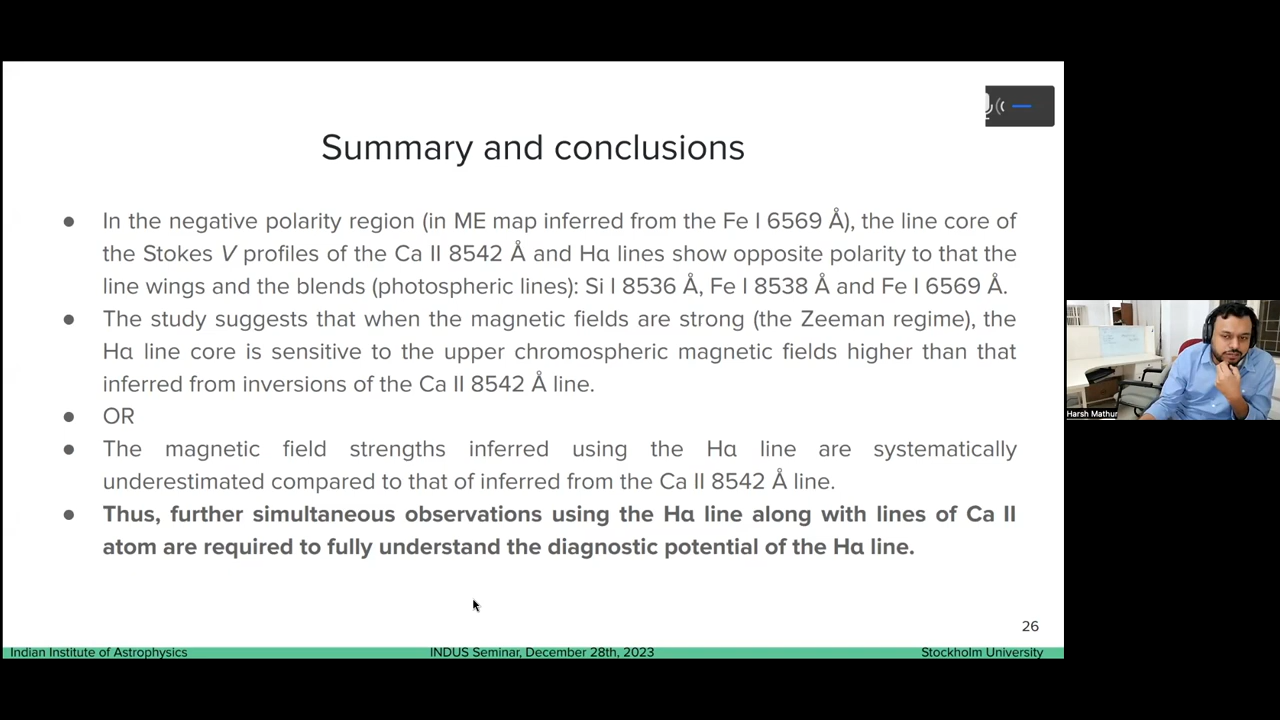 Summary and conclusions
● In the negative polarity region (in ME map inferred from the Fe I 6569 Å), the line core of
the Stokes V profiles of the Ca II 8542 Å and Hα lines show opposite polarity to that the
line wings and the blends (photospheric lines): Si I 8536 Å, Fe I 8538 Å and Fe I 6569 Å.
● The study suggests that when the magnetic fields are strong (the Zeeman regime), the
Hα line core is sensitive to the upper chromospheric magnetic fields higher than that
inferred from inversions of the Ca II 8542 Å line.
● OR
● The magnetic field strengths inferred using the Hα line are systematically
underestimated compared to that of inferred from the Ca II 8542 Å line.
● Thus, further simultaneous observations using the Hα line along with lines of Ca II
atom are required to fully understand the diagnostic potential of the Hα line.
26
Indian Institute of Astrophysics INDUS Seminar, December 28th, 2023 Stockholm University
Harsh Mathur